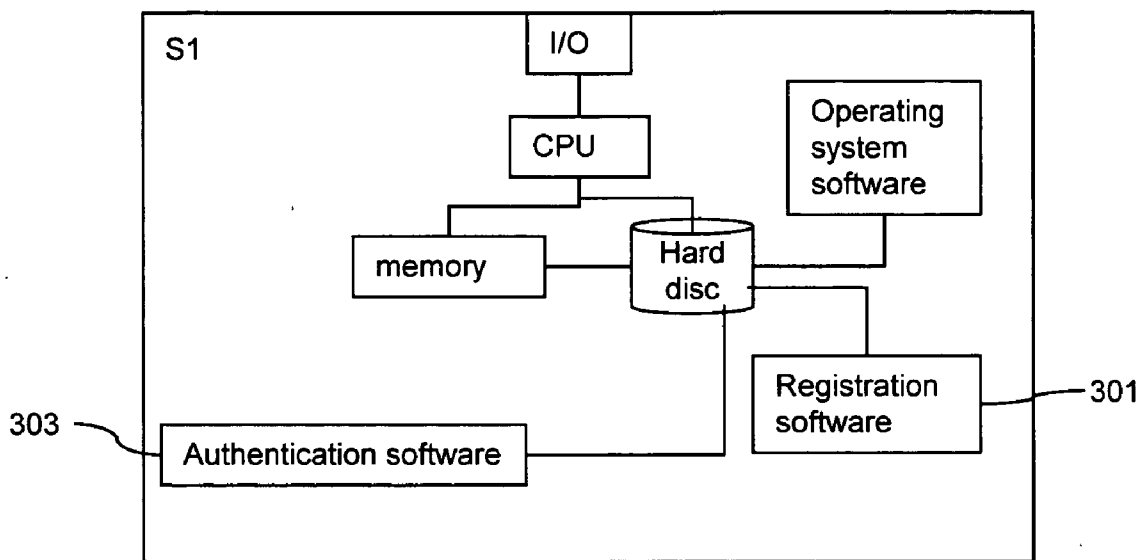 S1
I/O
CPU
Operating
system
software
memory
Hard
disc
Registration
software
301
303
Authentication software